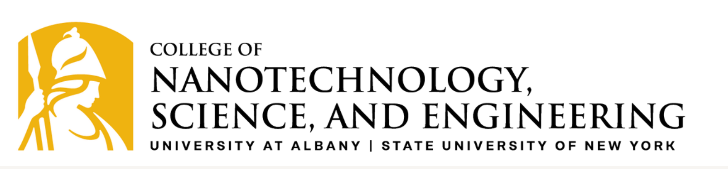 COLLEGE OF
NANOTECHNOLOGY,
SCIENCE, AND ENGINEERING
UNIVERSITY AT ALBANY | STATE UNIVERSITY OF NEW YORK